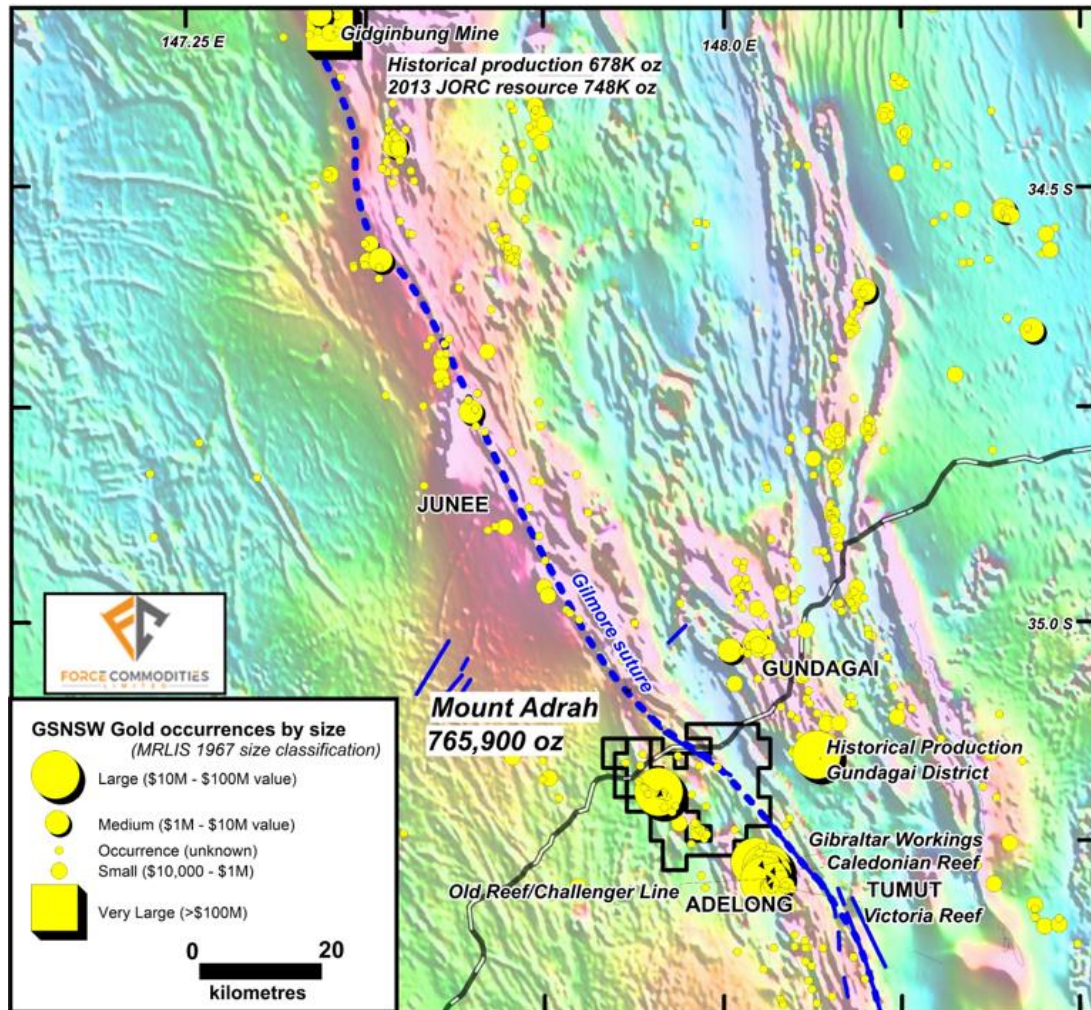 147.25 E
Gidginbung Mine
148.0 E
Historical production 678K oz
2013 JORC resource 748K oz
34.5 S
JUNEE
Gilmore suture
35.0 S
GUNDAGAI
FORCE COMMODITIES
LIMITED
Mount Adrah
765,900 oz
Historical Production
Gundagai District
Gibraltar Workings
Caledonian Reef
Old Reef/Challenger Line
ADELONG
TUMUT
Victoria Reef
GSNSW Gold occurrences by size
(MRLIS 1967 size classification)
Large ($10M - $100M value)
Medium ($1M - $10M value)
Occurrence (unknown)
Small ($10,000 - $1M)
Very Large (>$100M)
0 20
kilometres